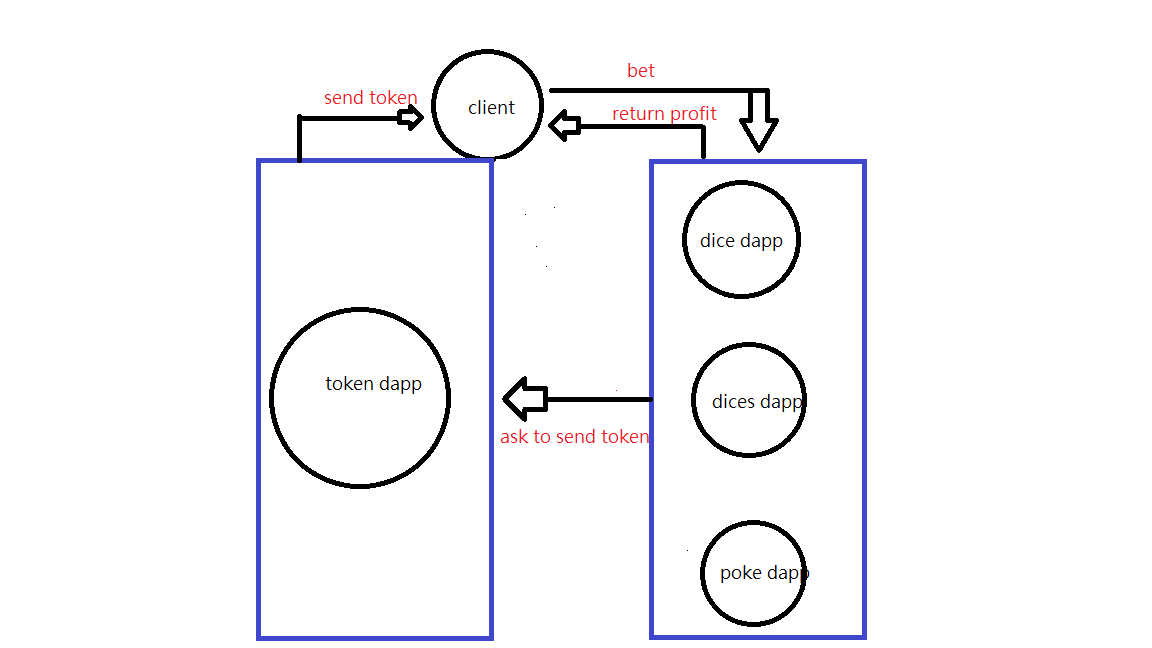 bet
send token
client
return profit
dice dapp
token dapp
dices dapp
ask to send token
poke dapp